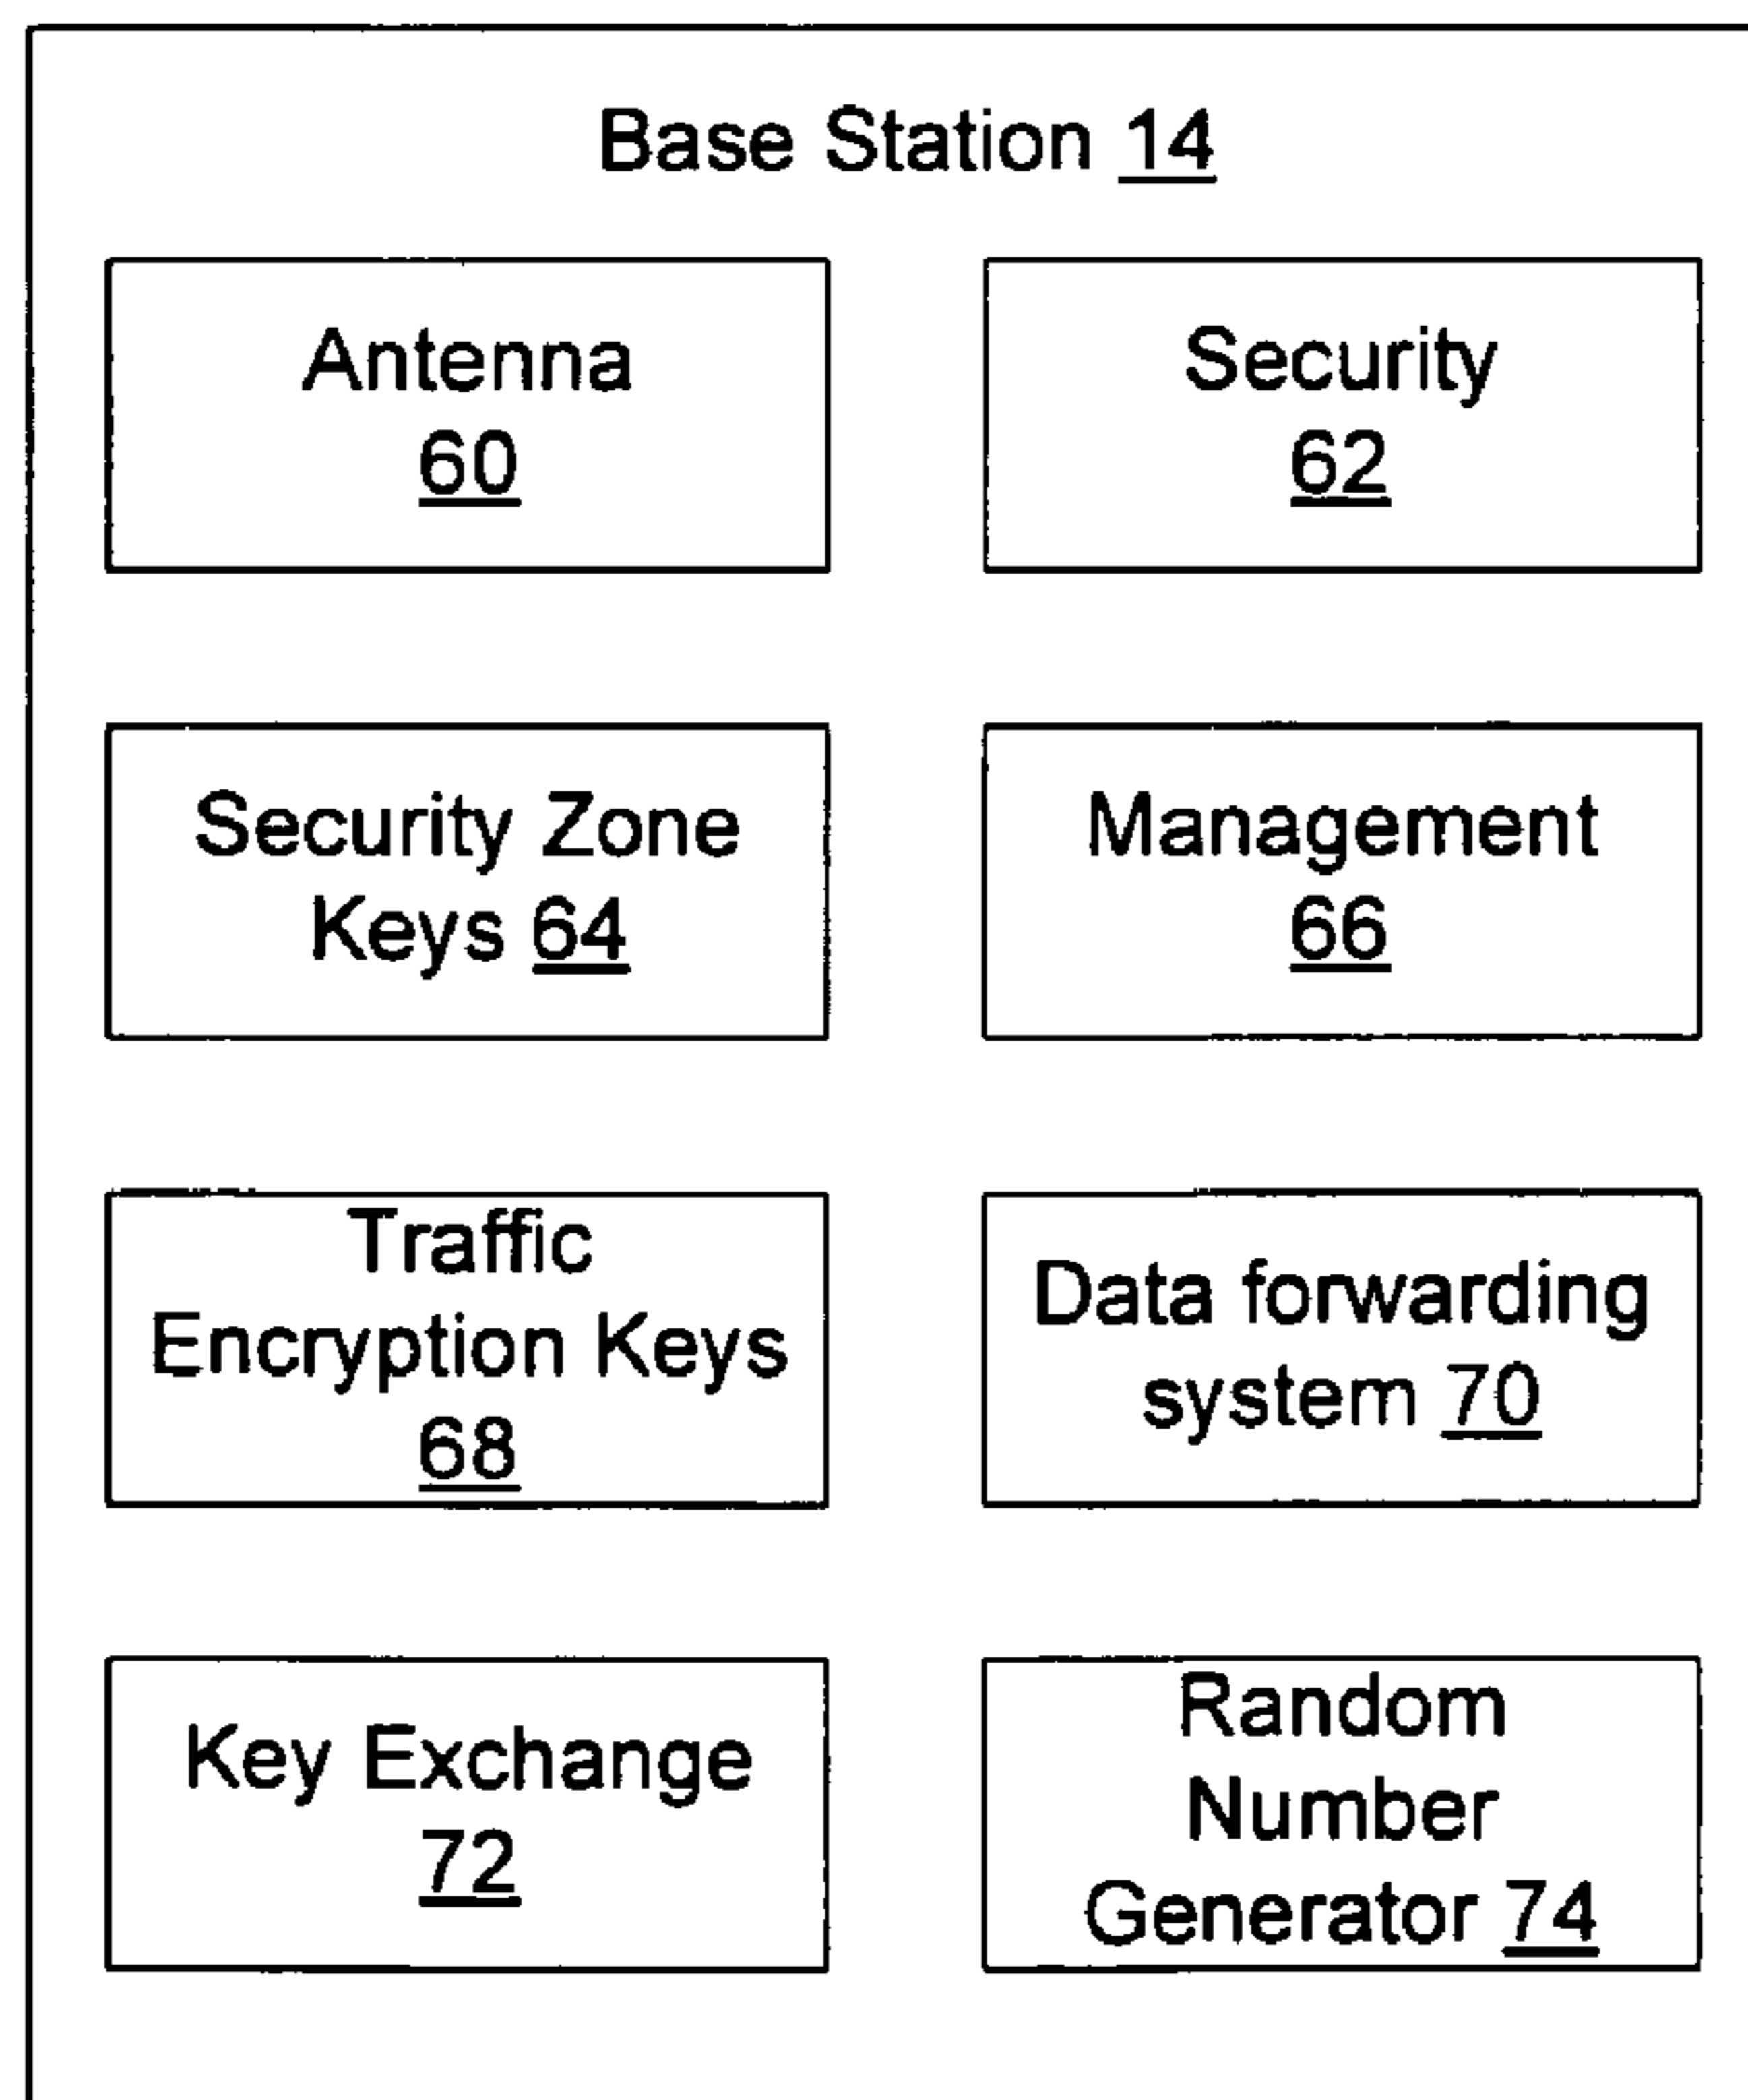 Base Station 14
Antenna
60
Security
62
Security Zone
Keys 64
Management
66
Traffic
Encryption Keys
68
Data forwarding
system 70
Key Exchange
72
Random
Number
Generator 74